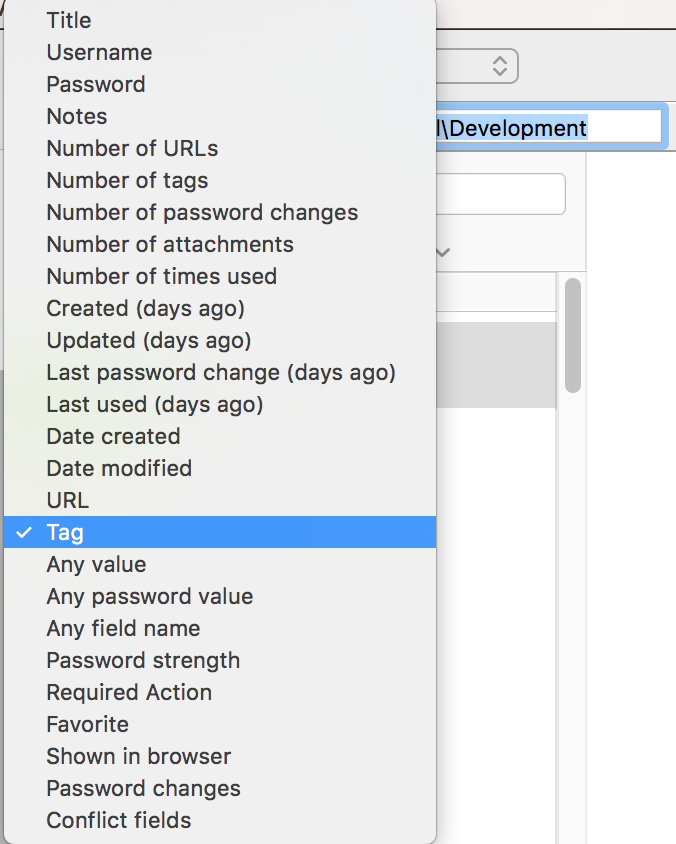 Title
Username
Password
Notes
Number of URLs
Number of tags
Number of password changes
Number of attachments
Number of times used
Created (days ago)
Updated (days ago)
Last password change (days ago)
Last used (days ago)
Date created
Date modified
URL
Tag
Any value
Any password value
Any field name
Password strength
Required Action
Favorite
Shown in browser
Password changes
Conflict fields
l\Development